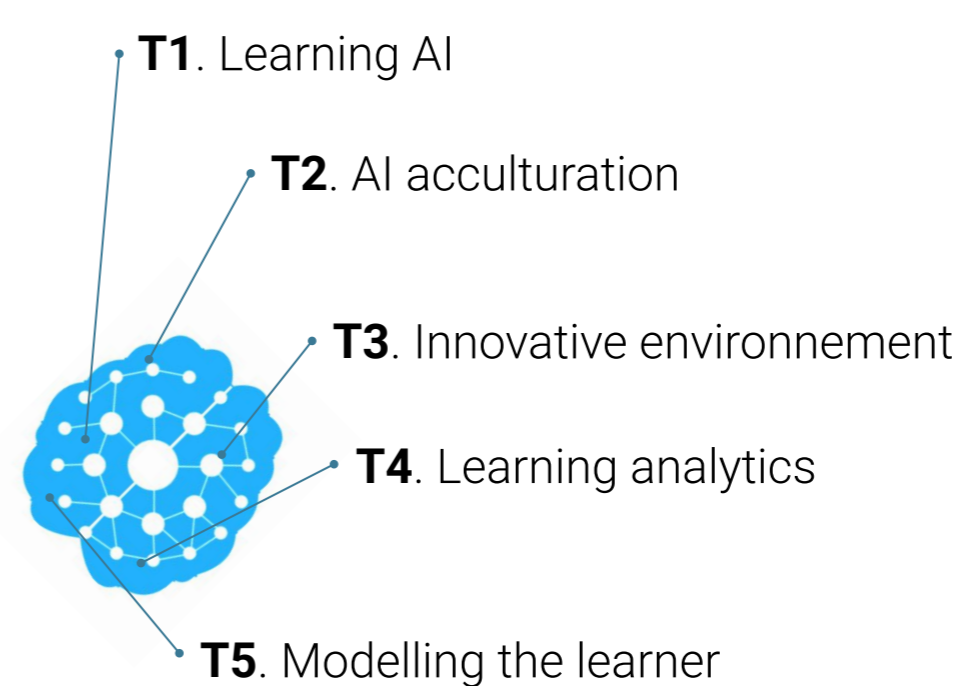 T1. Learning AI
T2. AI acculturation
T3. Innovative environnement
T4. Learning analytics
T5. Modelling the learner